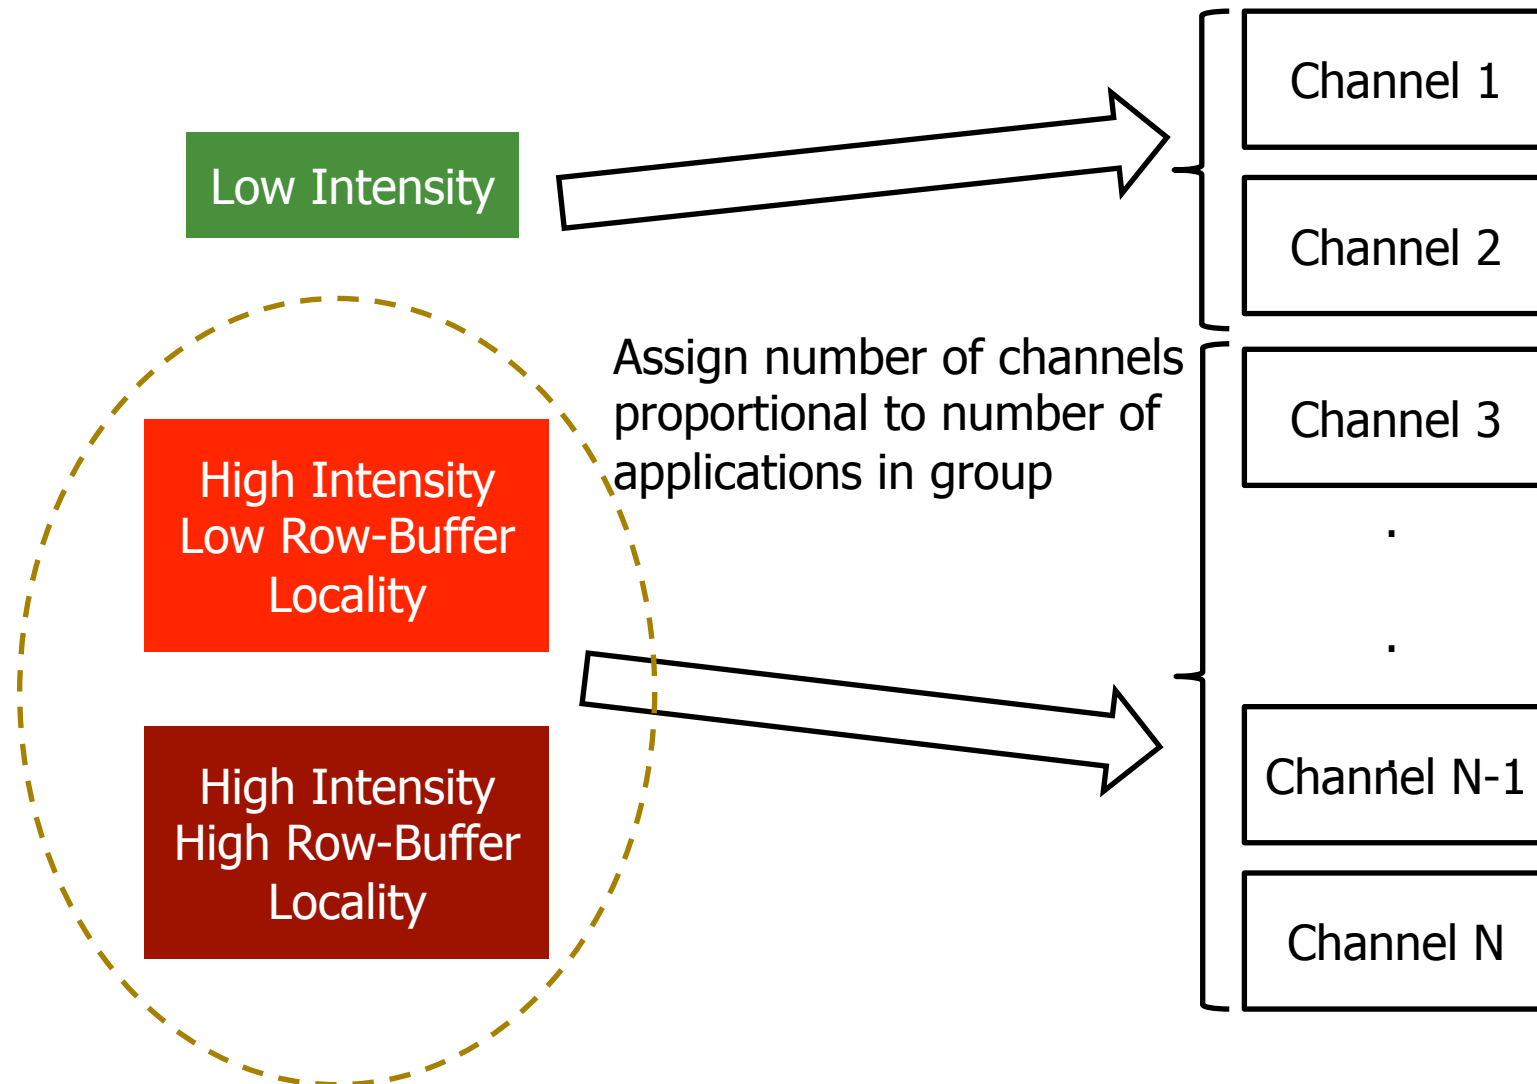 Low Intensity
High Intensity
Low Row-Buffer
Locality
High Intensity
High Row-Buffer
Locality
Assign number of channels
proportional to number of
applications in group
Channel 1
Channel 2
Channel 3
.
.
.
Channel N-1
Channel N